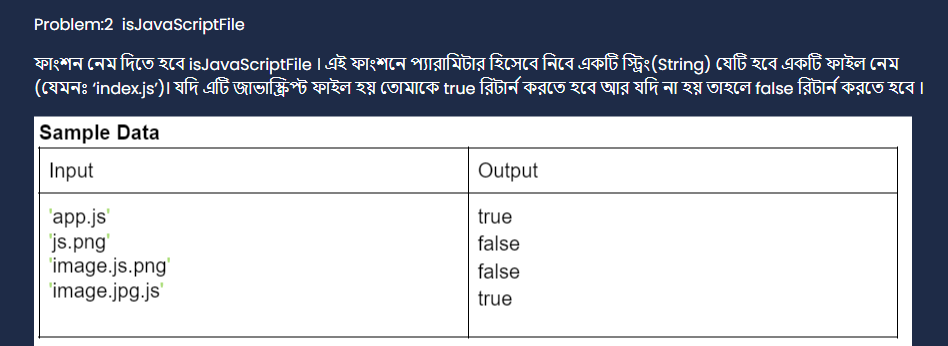 Problem:2 isJavaScriptFile
ফাংশন নেম দিতে হবে isJavaScriptFile । এই ফাংশনে প্যারামিটার হিসেবে নিবে একটি স্ট্রিং(String) যেটি হবে একটি ফাইল নেম
(যেমনঃ ‘index.js’)। যদি এটি জাভাস্ক্রিপ্ট ফাইল হয় তোমাকে true রিটার্ন করতে হবে আর যদি না হয় তাহলে false রিটার্ন করতে হবে ।
Sample Data
Input Output
'app.js' true
'js.png' false
'image.js.png' false
'image.jpg.js' true